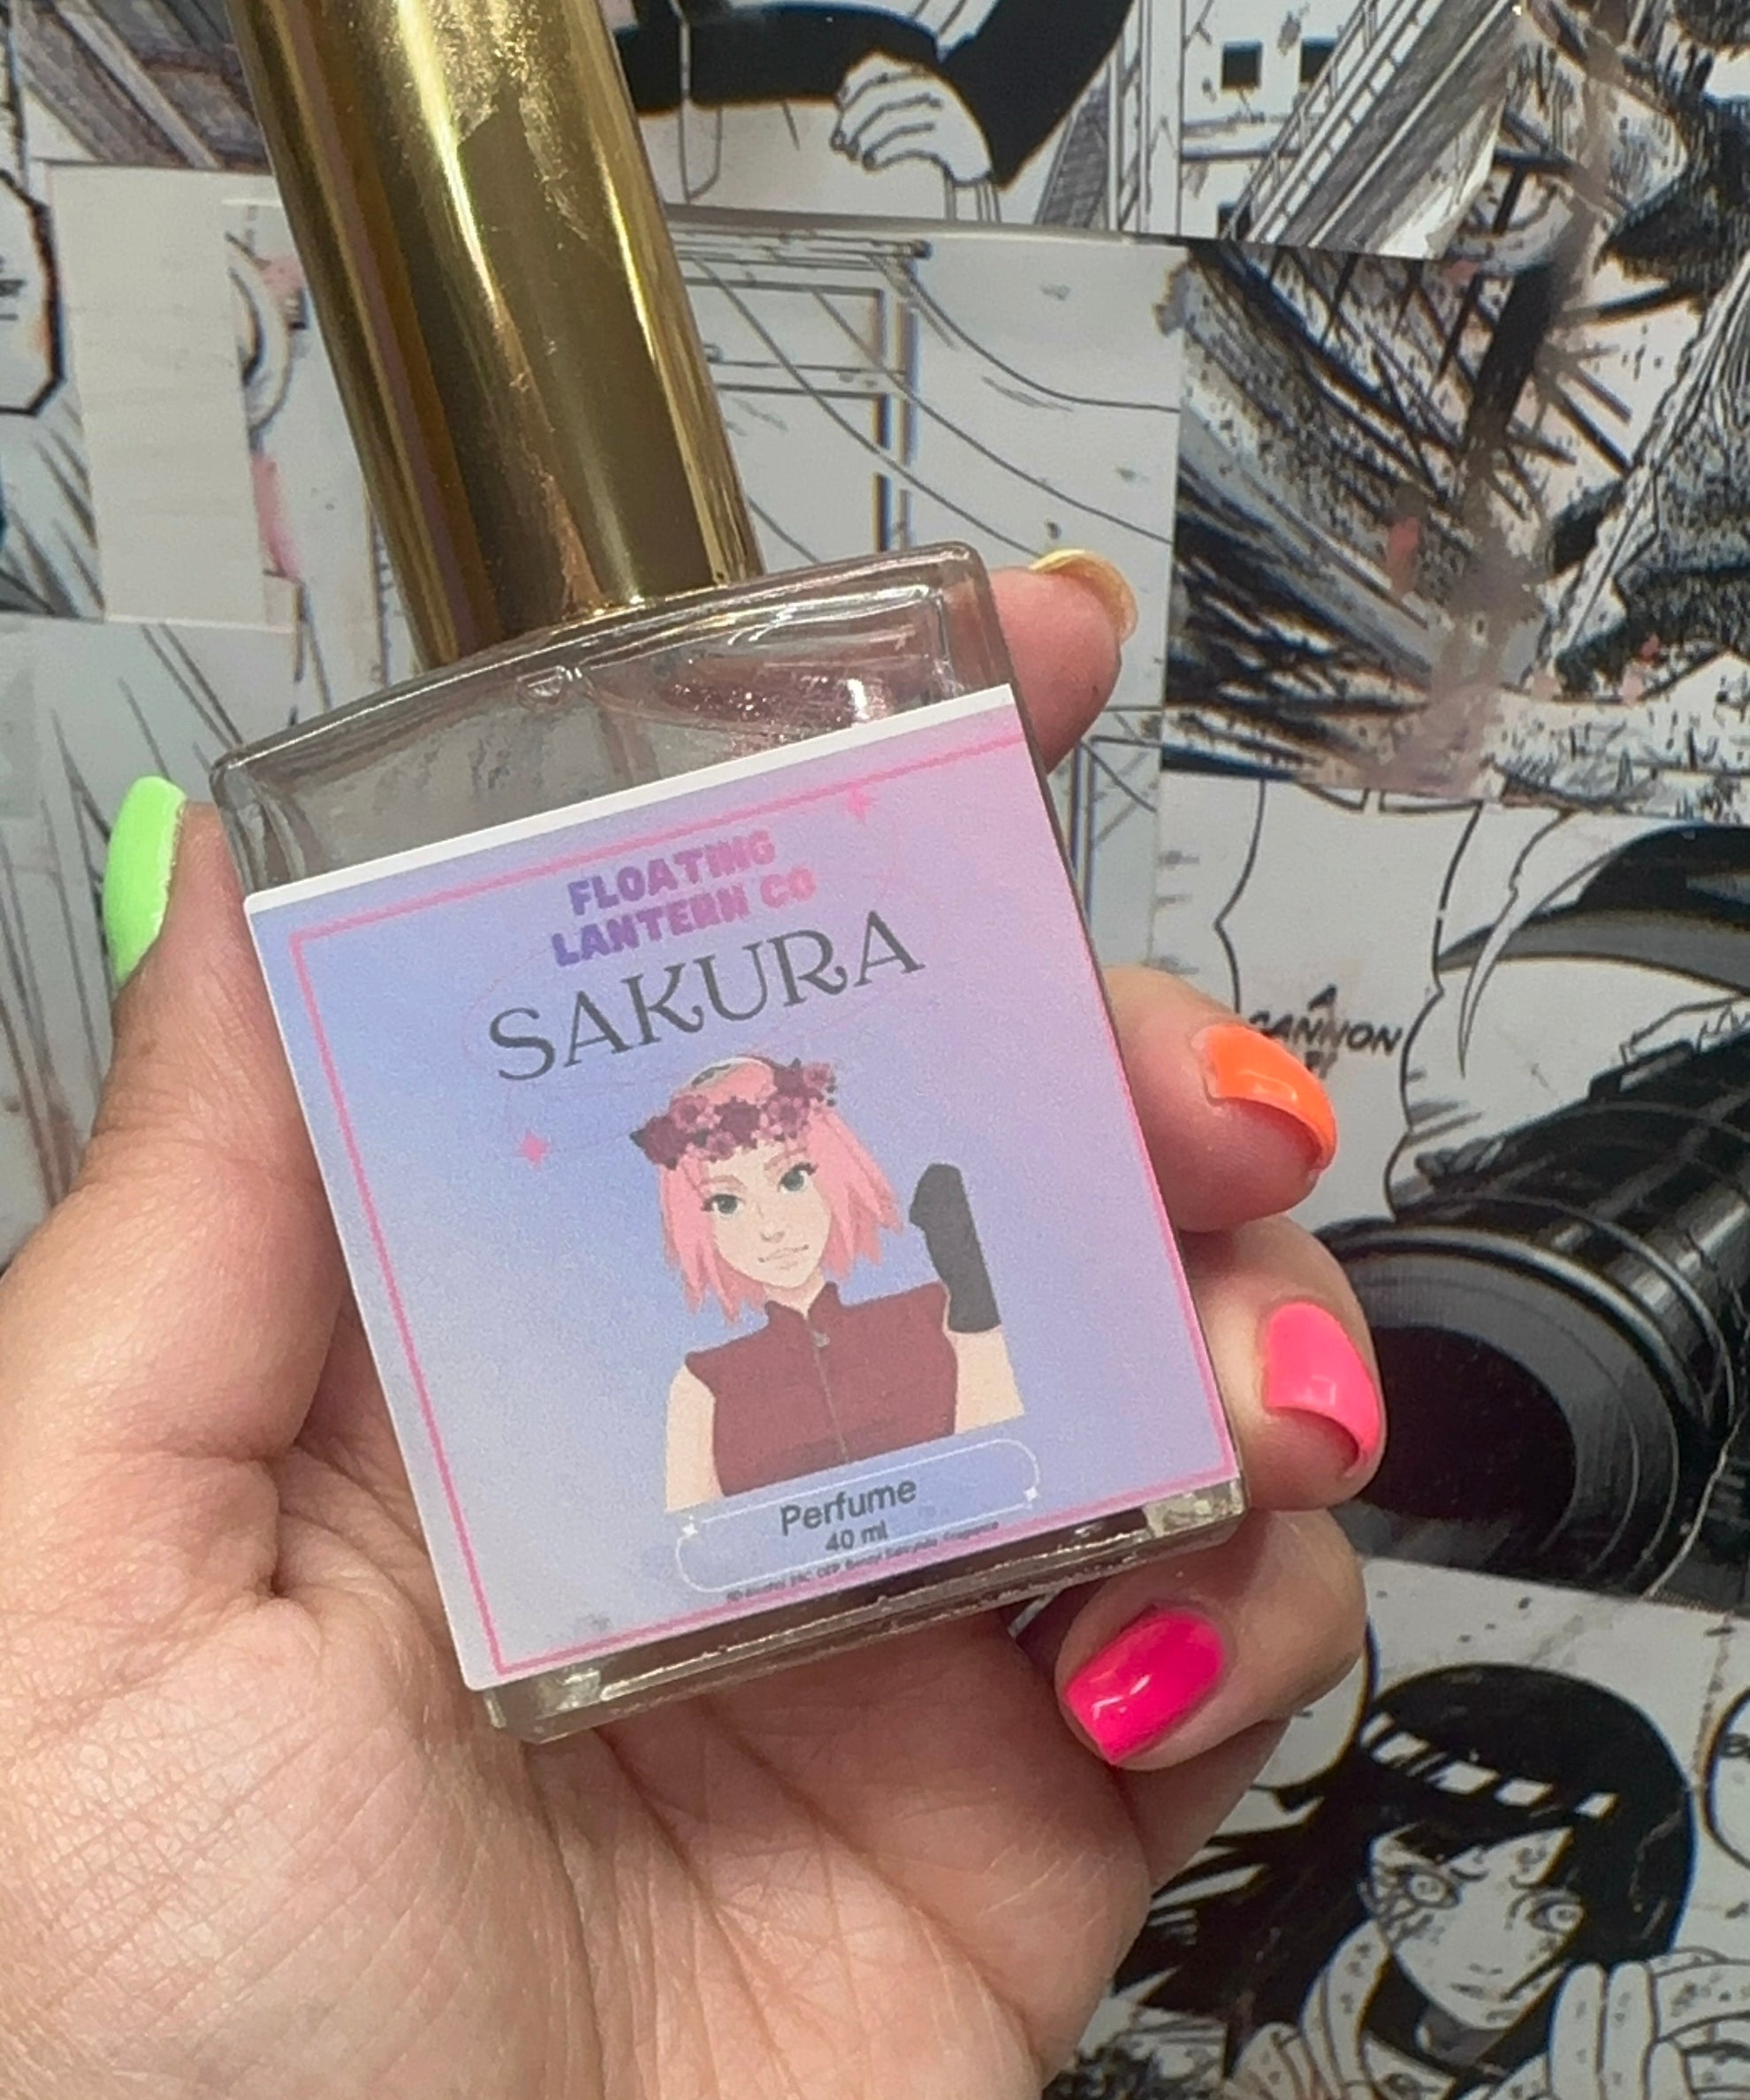 FLOATING
LANTERN CO
SAKURA
Perfume
40 ml
A
CANNON